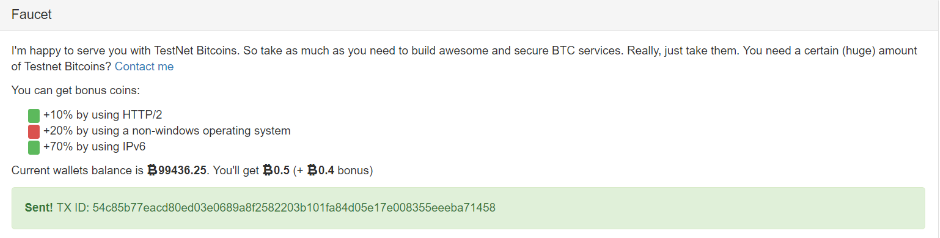 Faucet
I'm happy to serve you with TestNet Bitcoins. So take as much as you need to build awesome and secure BTC services. Really, just take them. You need a certain (huge) amount
of Testnet Bitcoins? Contact me
You can get bonus coins:
+10% by using HTTP/2
+20% by using a non-windows operating system
+70% by using IPv6
Current wallets balance is ₿99436.25. You'll get ₿0.5 (+ ₿0.4 bonus)
Sent! TX ID: 54c85b77eacd80ed03e0689a8f2582203b101fa84d05e17e008355eeeba71458